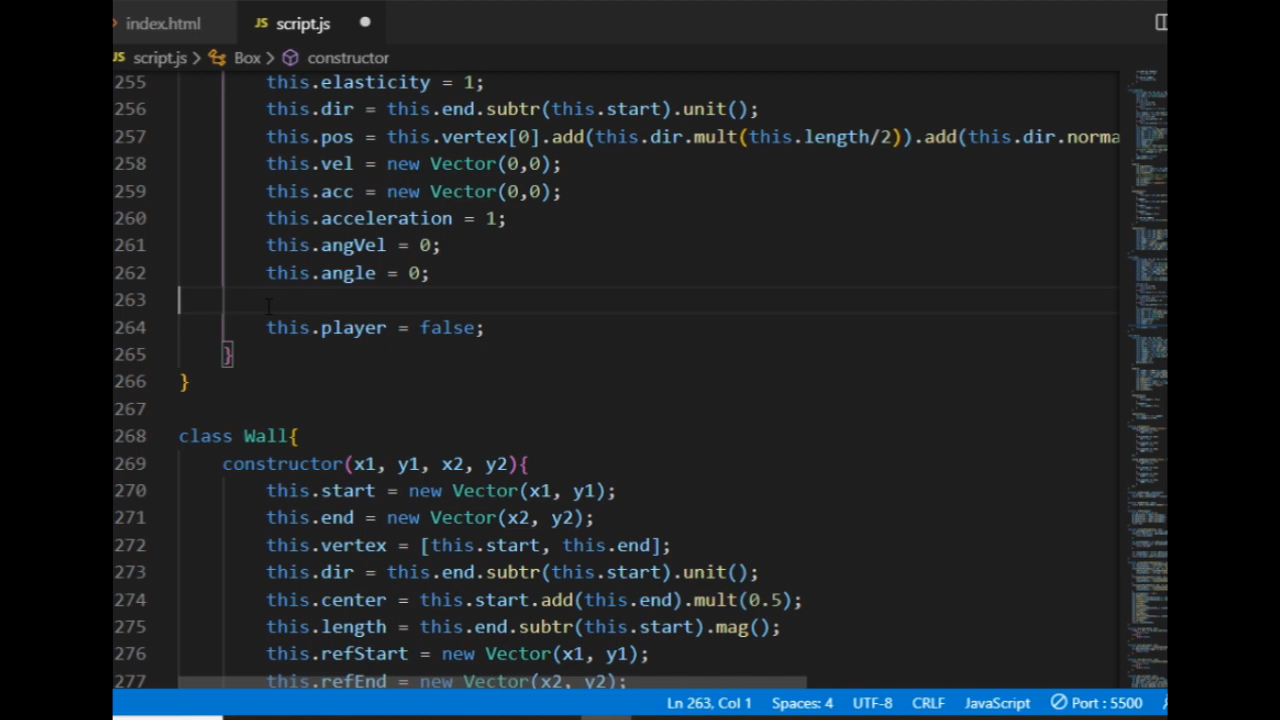 index.html JS script.js
JS script.js > Box > constructor
255 this.elasticity = 1;
256 this.dir = this.end.subtr(this.start).unit();
257 this.pos = this.vertex[0].add(this.dir.mult(this.length/2)).add(this.dir.norma
258 this.vel = new Vector(0,0);
259 this.acc = new Vector(0,0);
260 this.acceleration = 1;
261 this.angVel = 0;
262 this.angle = 0;
263
264 this.player = false;
265 }
266 }
267
268 class Wall{
269 constructor(x1, y1, x2, y2){
270 this.start = new Vector(x1, y1);
271 this.end = new Vector(x2, y2);
272 this.vertex = [this.start, this.end];
273 this.dir = this.end.subtr(this.start).unit();
274 this.center = this.start.add(this.end).mult(0.5);
275 this.length = this.end.subtr(this.start).mag();
276 this.refStart = new Vector(x1, y1);
277 this.refEnd = new Vector(x2, y2);
Ln 263, Col 1 Spaces: 4 UTF-8 CRLF JavaScript Port : 5500